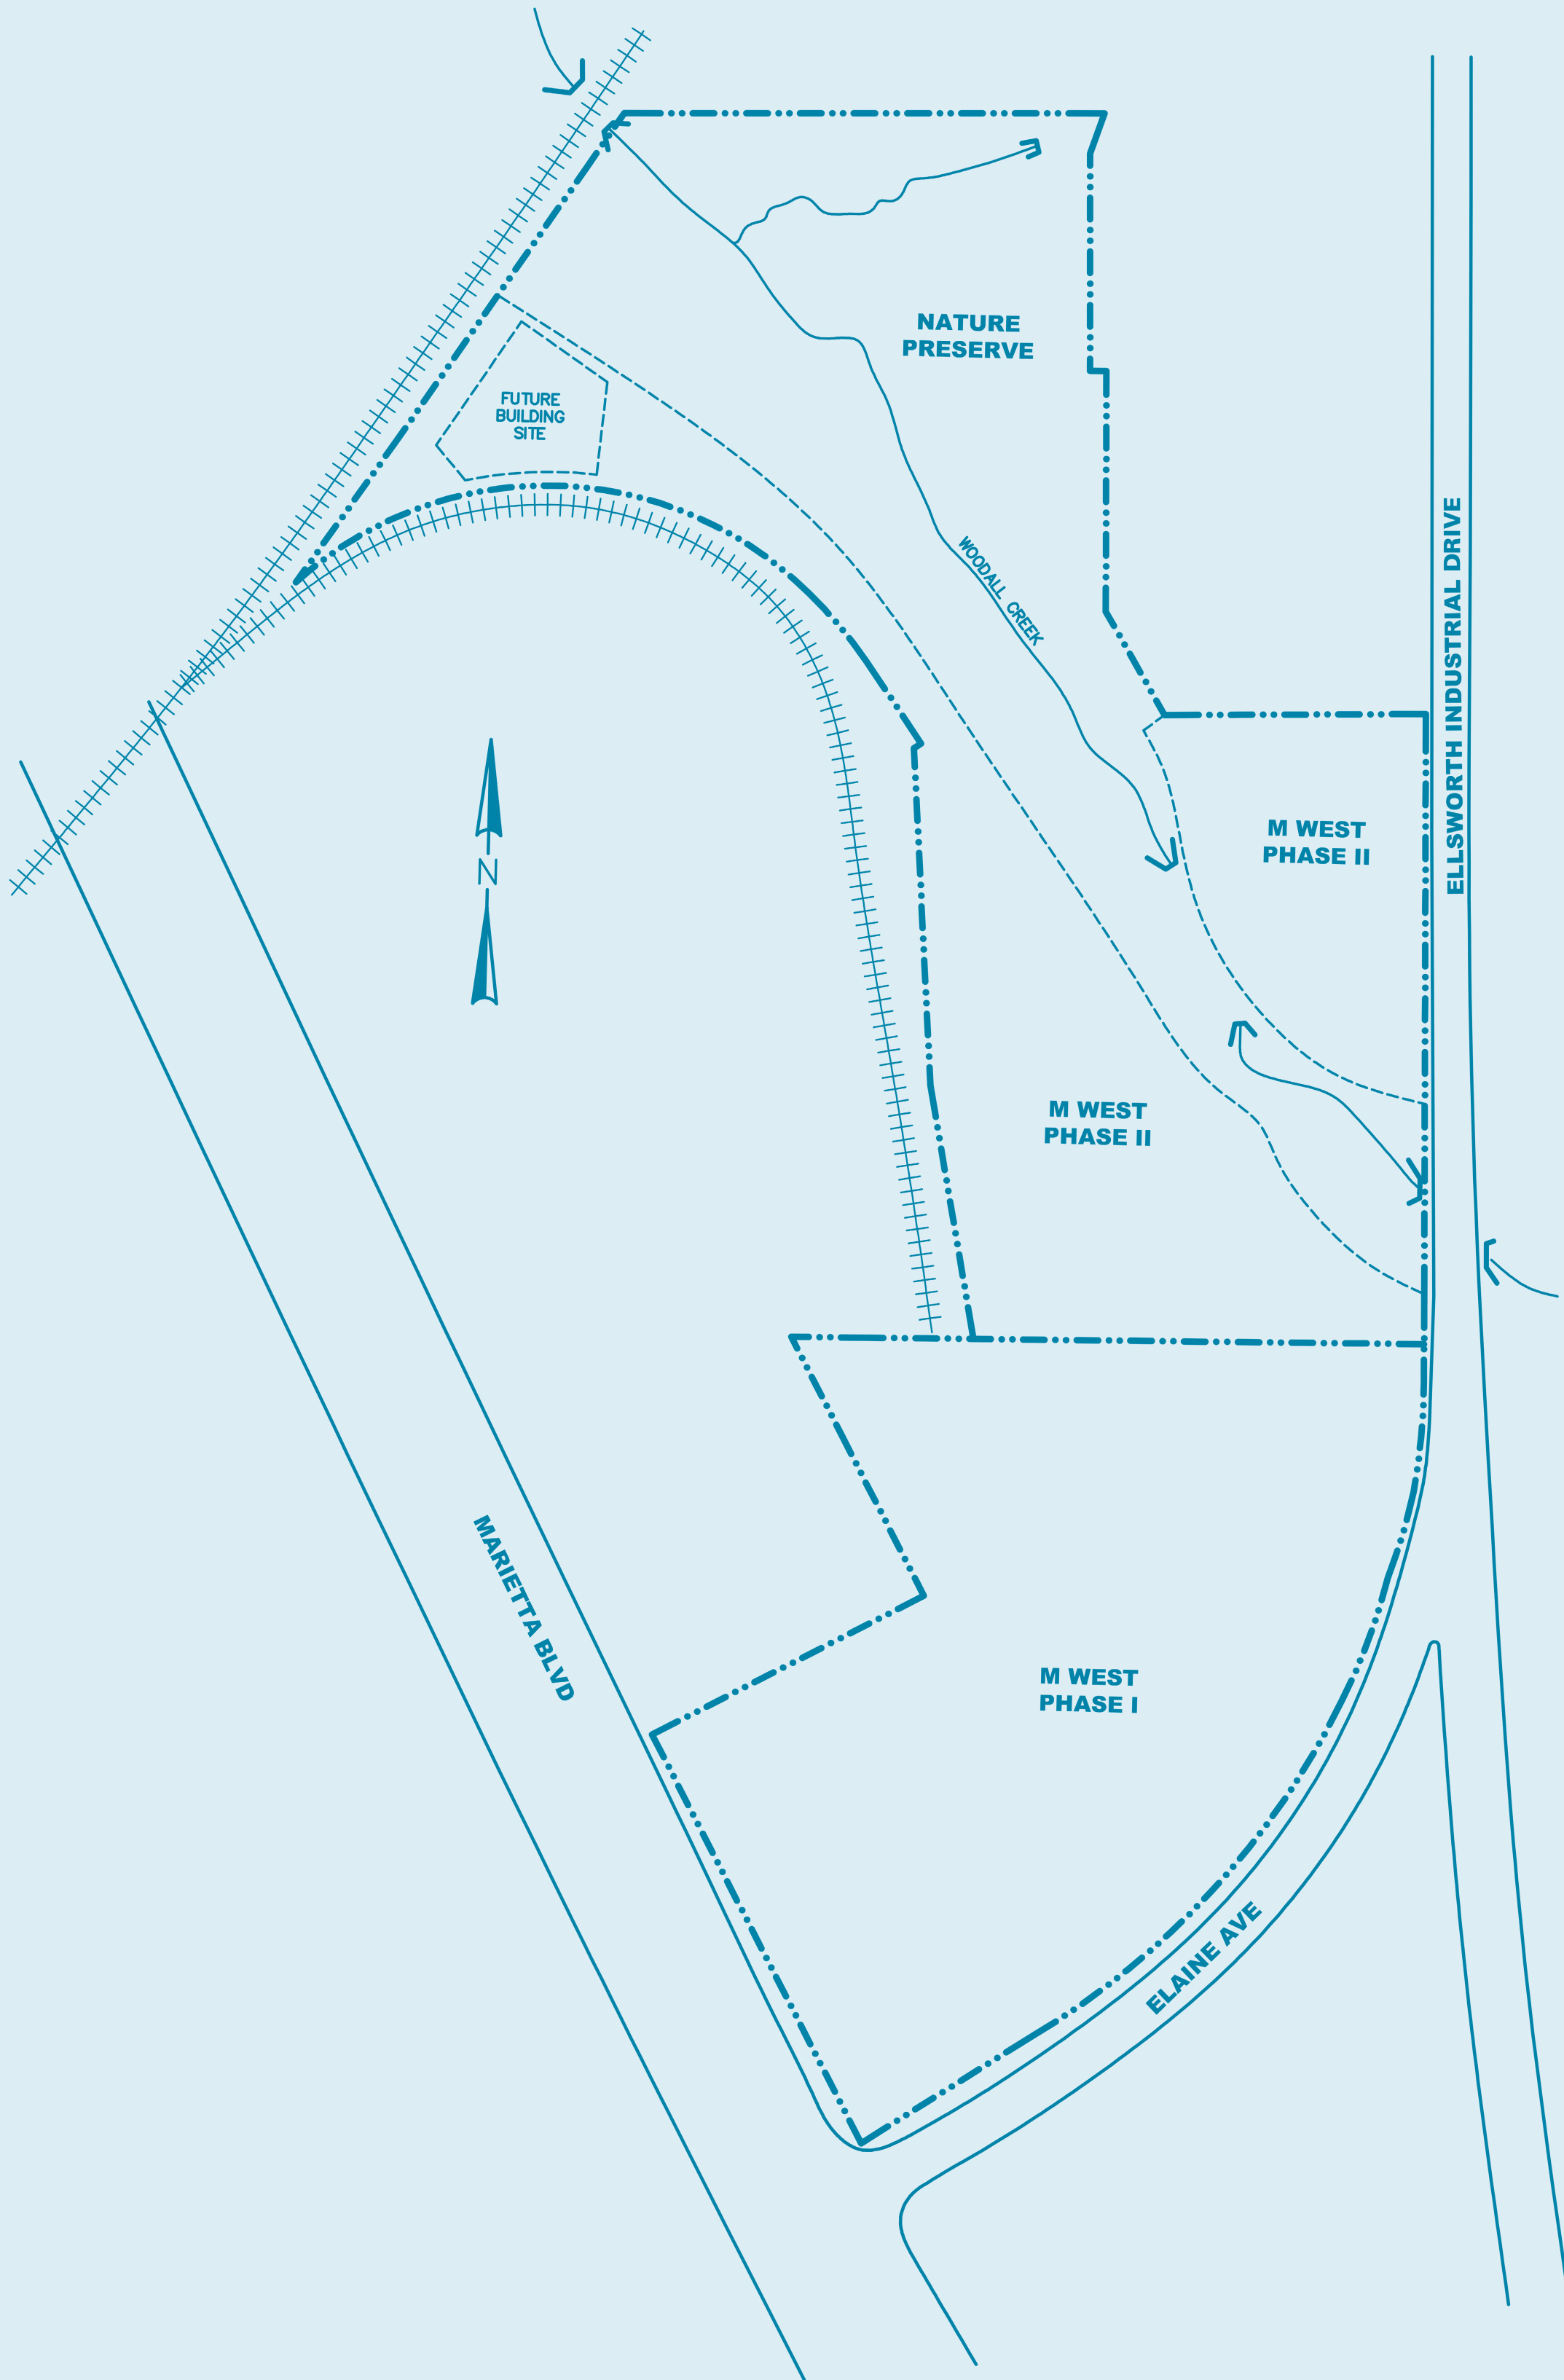 NATURE
PRESERVE
FUTURE
BUILDING
SITE
WOODALL CREEK
ELLSWORTH INDUSTRIAL DRIVE
M WEST
PHASE II
N
M WEST
PHASE II
MARIETTA BLVD
M WEST
PHASE I
ELAINE AVE